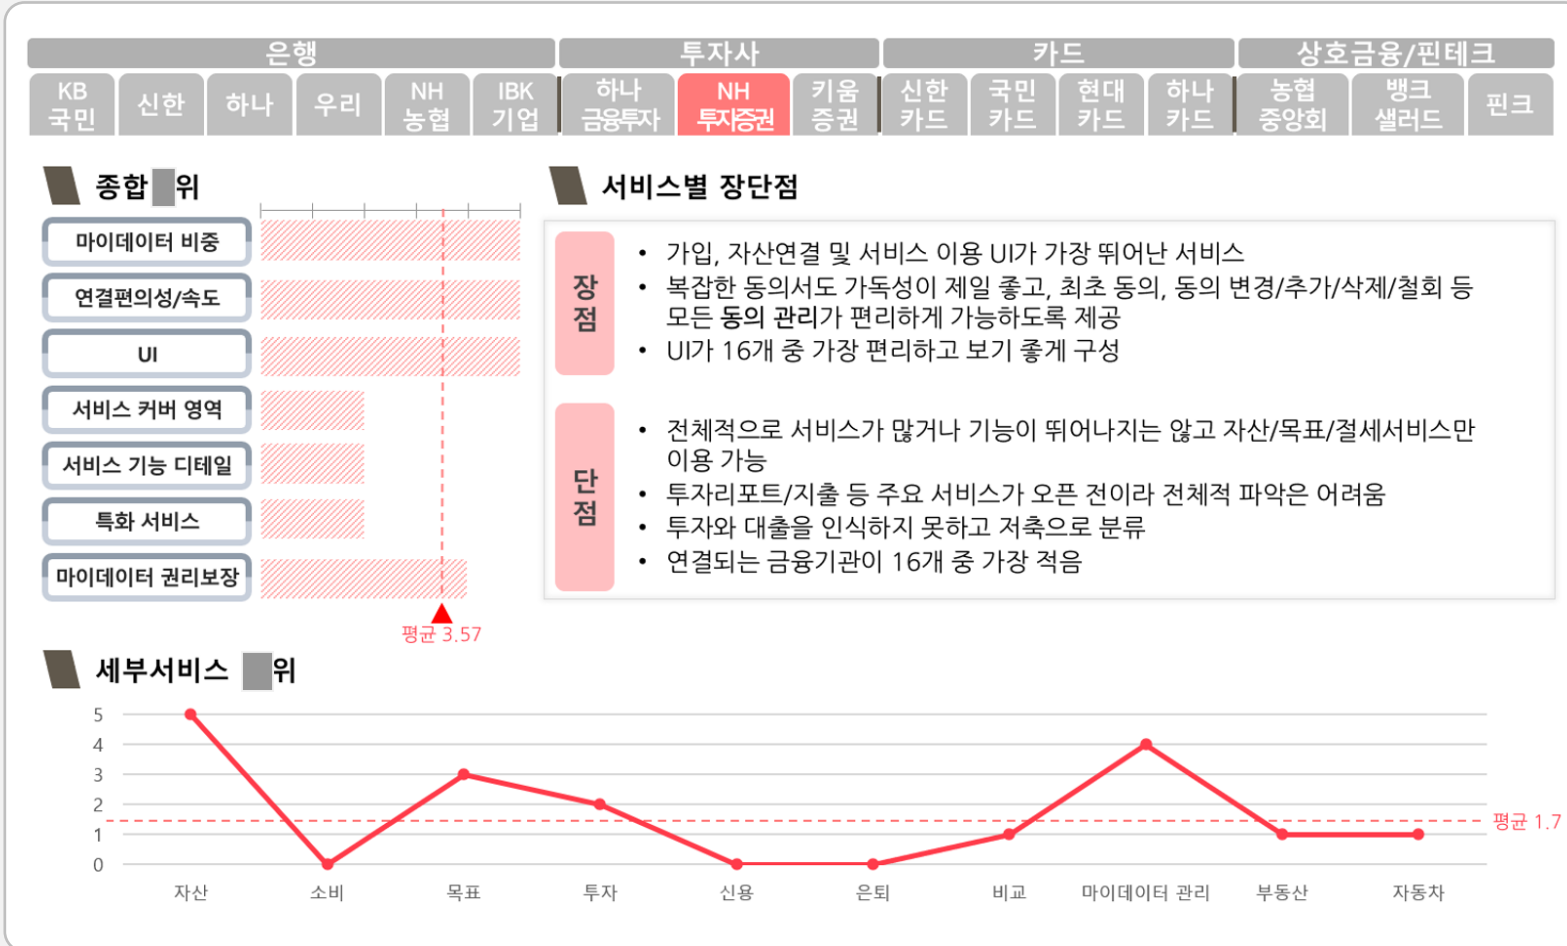 은행 투자사 카드 상호금융/핀테크
KB 국민 신한 하나 우리 NH 농협 IBK 기업 하나 금융투자 NH 투자증권 키움 증권 신한 카드 국민 카드 현대 카드 하나 카드 농협 중앙회 뱅크 샐러드 핀크
종합 위
마이데이터 비중
연결편의성/속도
UI
서비스 커버 영역
서비스 기능 디테일
특화 서비스
마이데이터 권리보장
평균 3.57
서비스별 장단점
장점
• 가입, 자산연결 및 서비스 이용 UI가 가장 뛰어난 서비스
• 복잡한 동의서도 가독성이 제일 좋고, 최초 동의, 동의 변경/추가/삭제/철회 등
모든 동의 관리가 편리하게 가능하도록 제공
• UI가 16개 중 가장 편리하고 보기 좋게 구성
단점
• 전체적으로 서비스가 많거나 기능이 뛰어나지는 않고 자산/목표/절세서비스만
이용 가능
• 투자리포트/지출 등 주요 서비스가 오픈 전이라 전체적 파악은 어려움
• 투자와 대출을 인식하지 못하고 저축으로 분류
• 연결되는 금융기관이 16개 중 가장 적음
세부서비스 위
5
4
3
2
1
0
평균 1.7
자산 소비 목표 투자 신용 은퇴 비교 마이데이터 관리 부동산 자동차